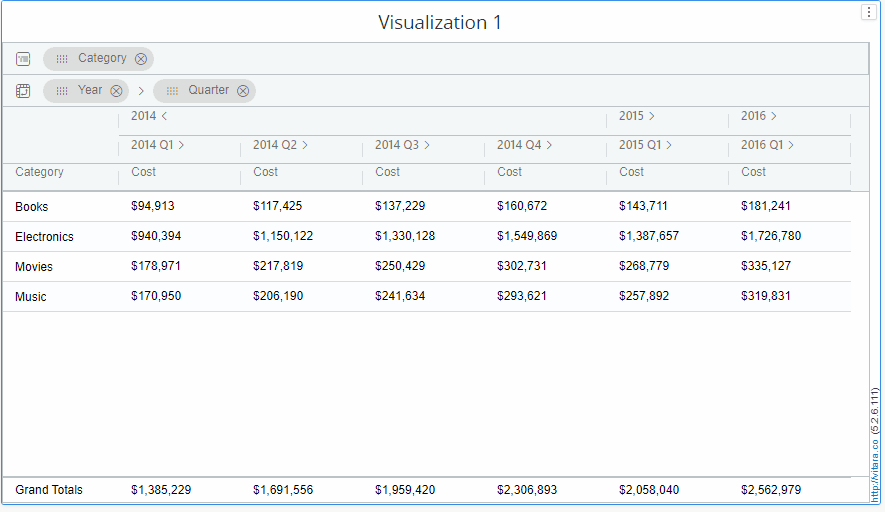 Visualization 1
Category
Year > Quarter
2014 < 2015 > 2016 >
2014 Q1 > 2014 Q2 > 2014 Q3 > 2014 Q4 > 2015 Q1 > 2016 Q1 >
Category Cost Cost Cost Cost Cost Cost
Books $94,913 $117,425 $137,229 $160,672 $143,711 $181,241
Electronics $940,394 $1,150,122 $1,330,128 $1,549,869 $1,387,657 $1,726,780
Movies $178,971 $217,819 $250,429 $302,731 $268,779 $335,127
Music $170,950 $206,190 $241,634 $293,621 $257,892 $319,831
Grand Totals $1,385,229 $1,691,556 $1,959,420 $2,306,893 $2,058,040 $2,562,979
http://vitara.co (5.2.6.111)